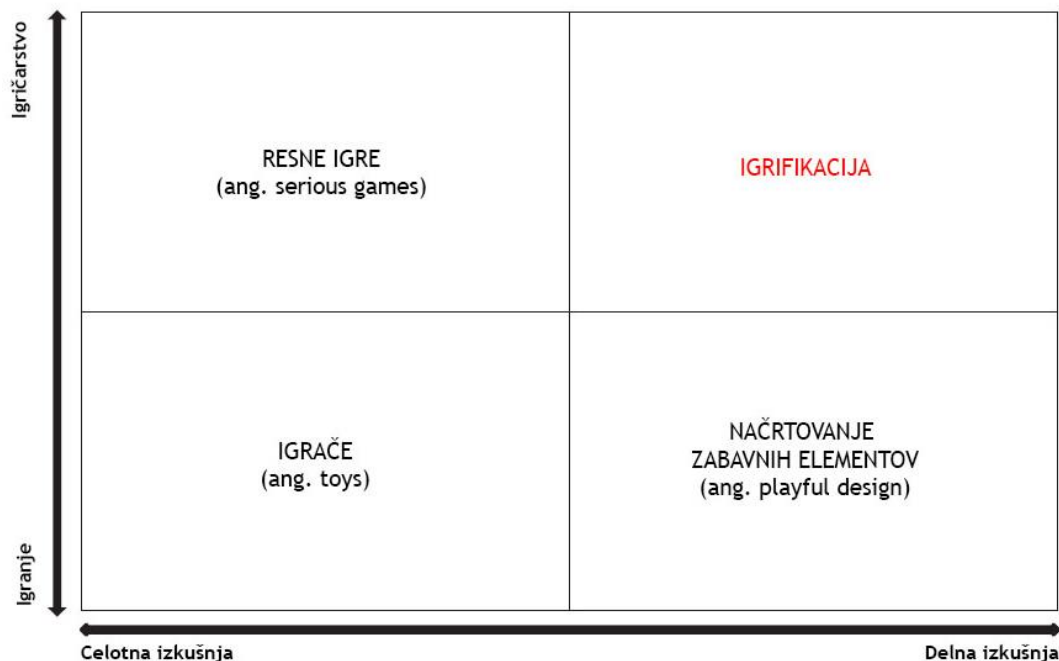 Igričarstvo
RESNE IGRE
(ang. serious games)
IGRIFIKACIJA
IGRAČE
(ang. toys)
NAČRTOVANJE
ZABAVNIH ELEMENTOV
(ang. playful design)
Igranje
Celotna izkušnja
Delna izkušnja